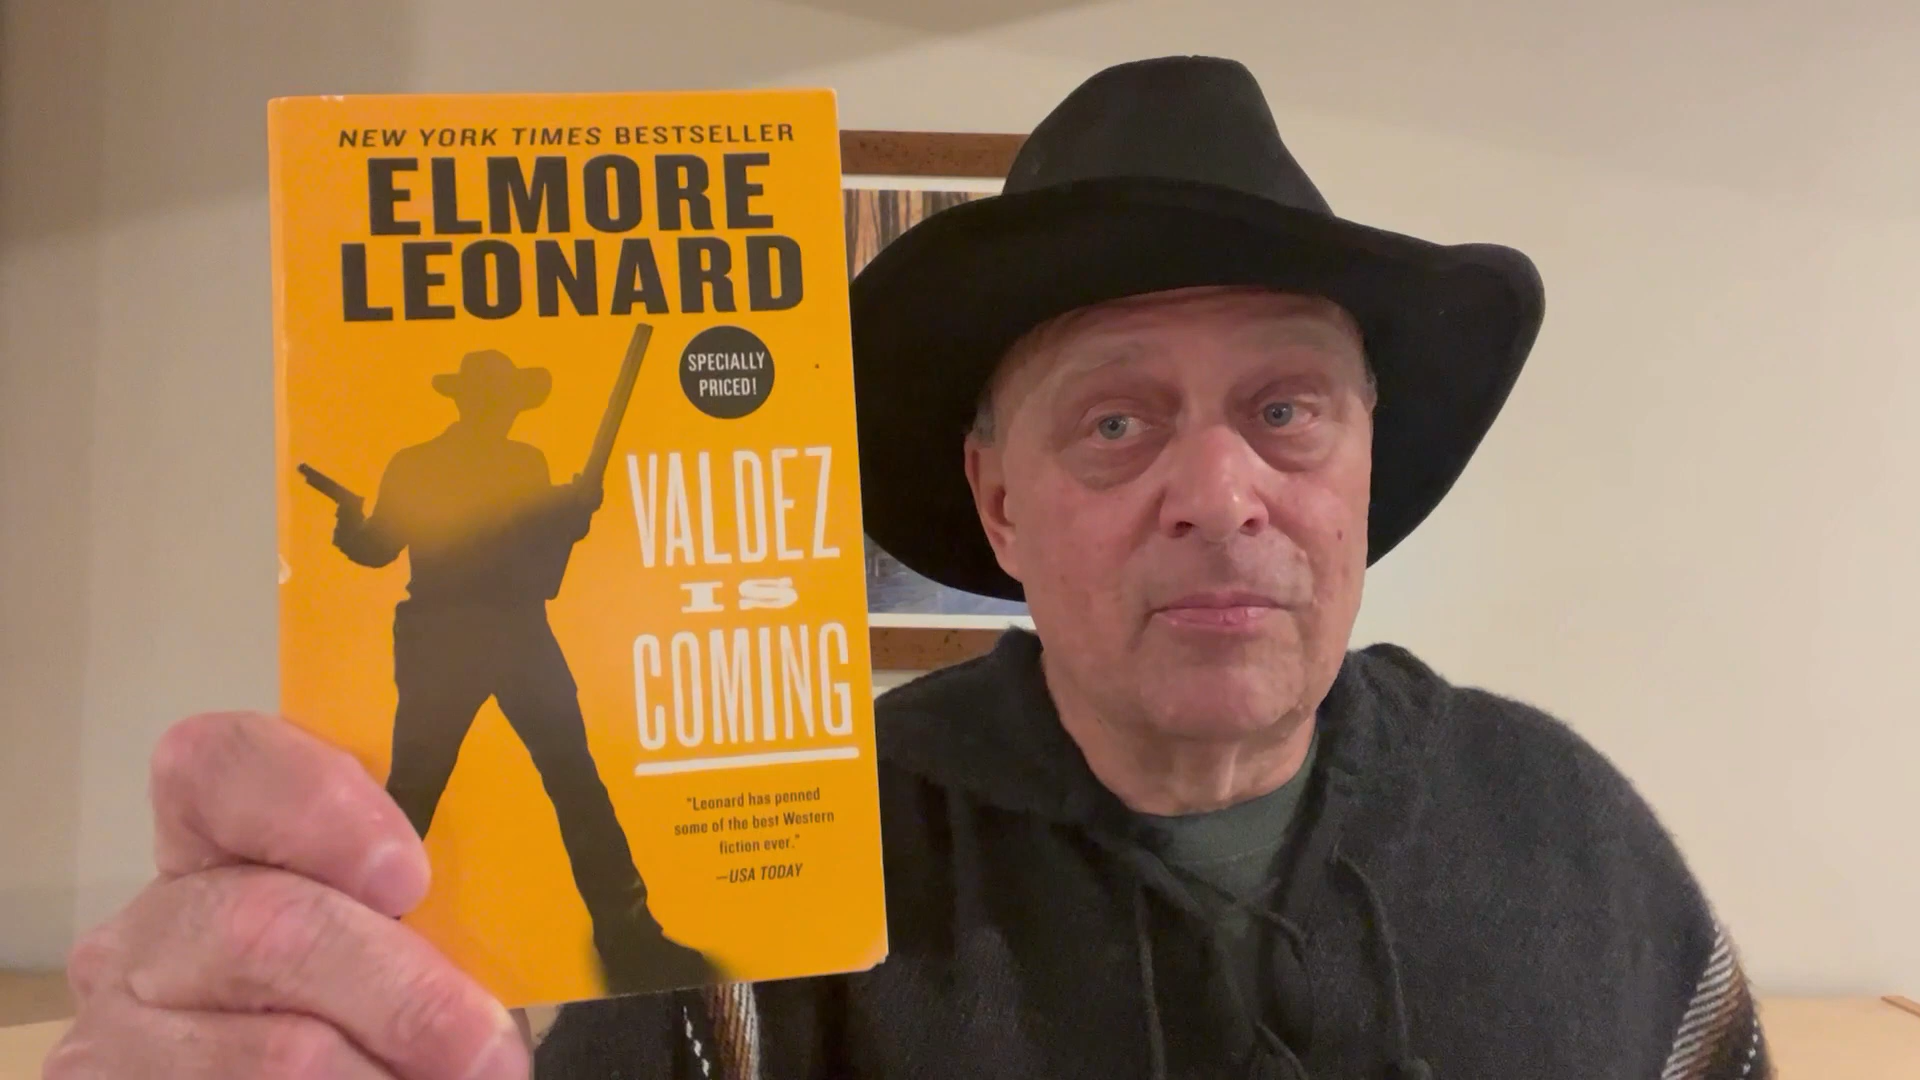 NEW YORK TIMES BESTSELLER
ELMORE
LEONARD
SPECIALLY
PRICED!
VALDEZ
IS
COMING
"Leonard has penned
some of the best Western
fiction ever."
—USA TODAY